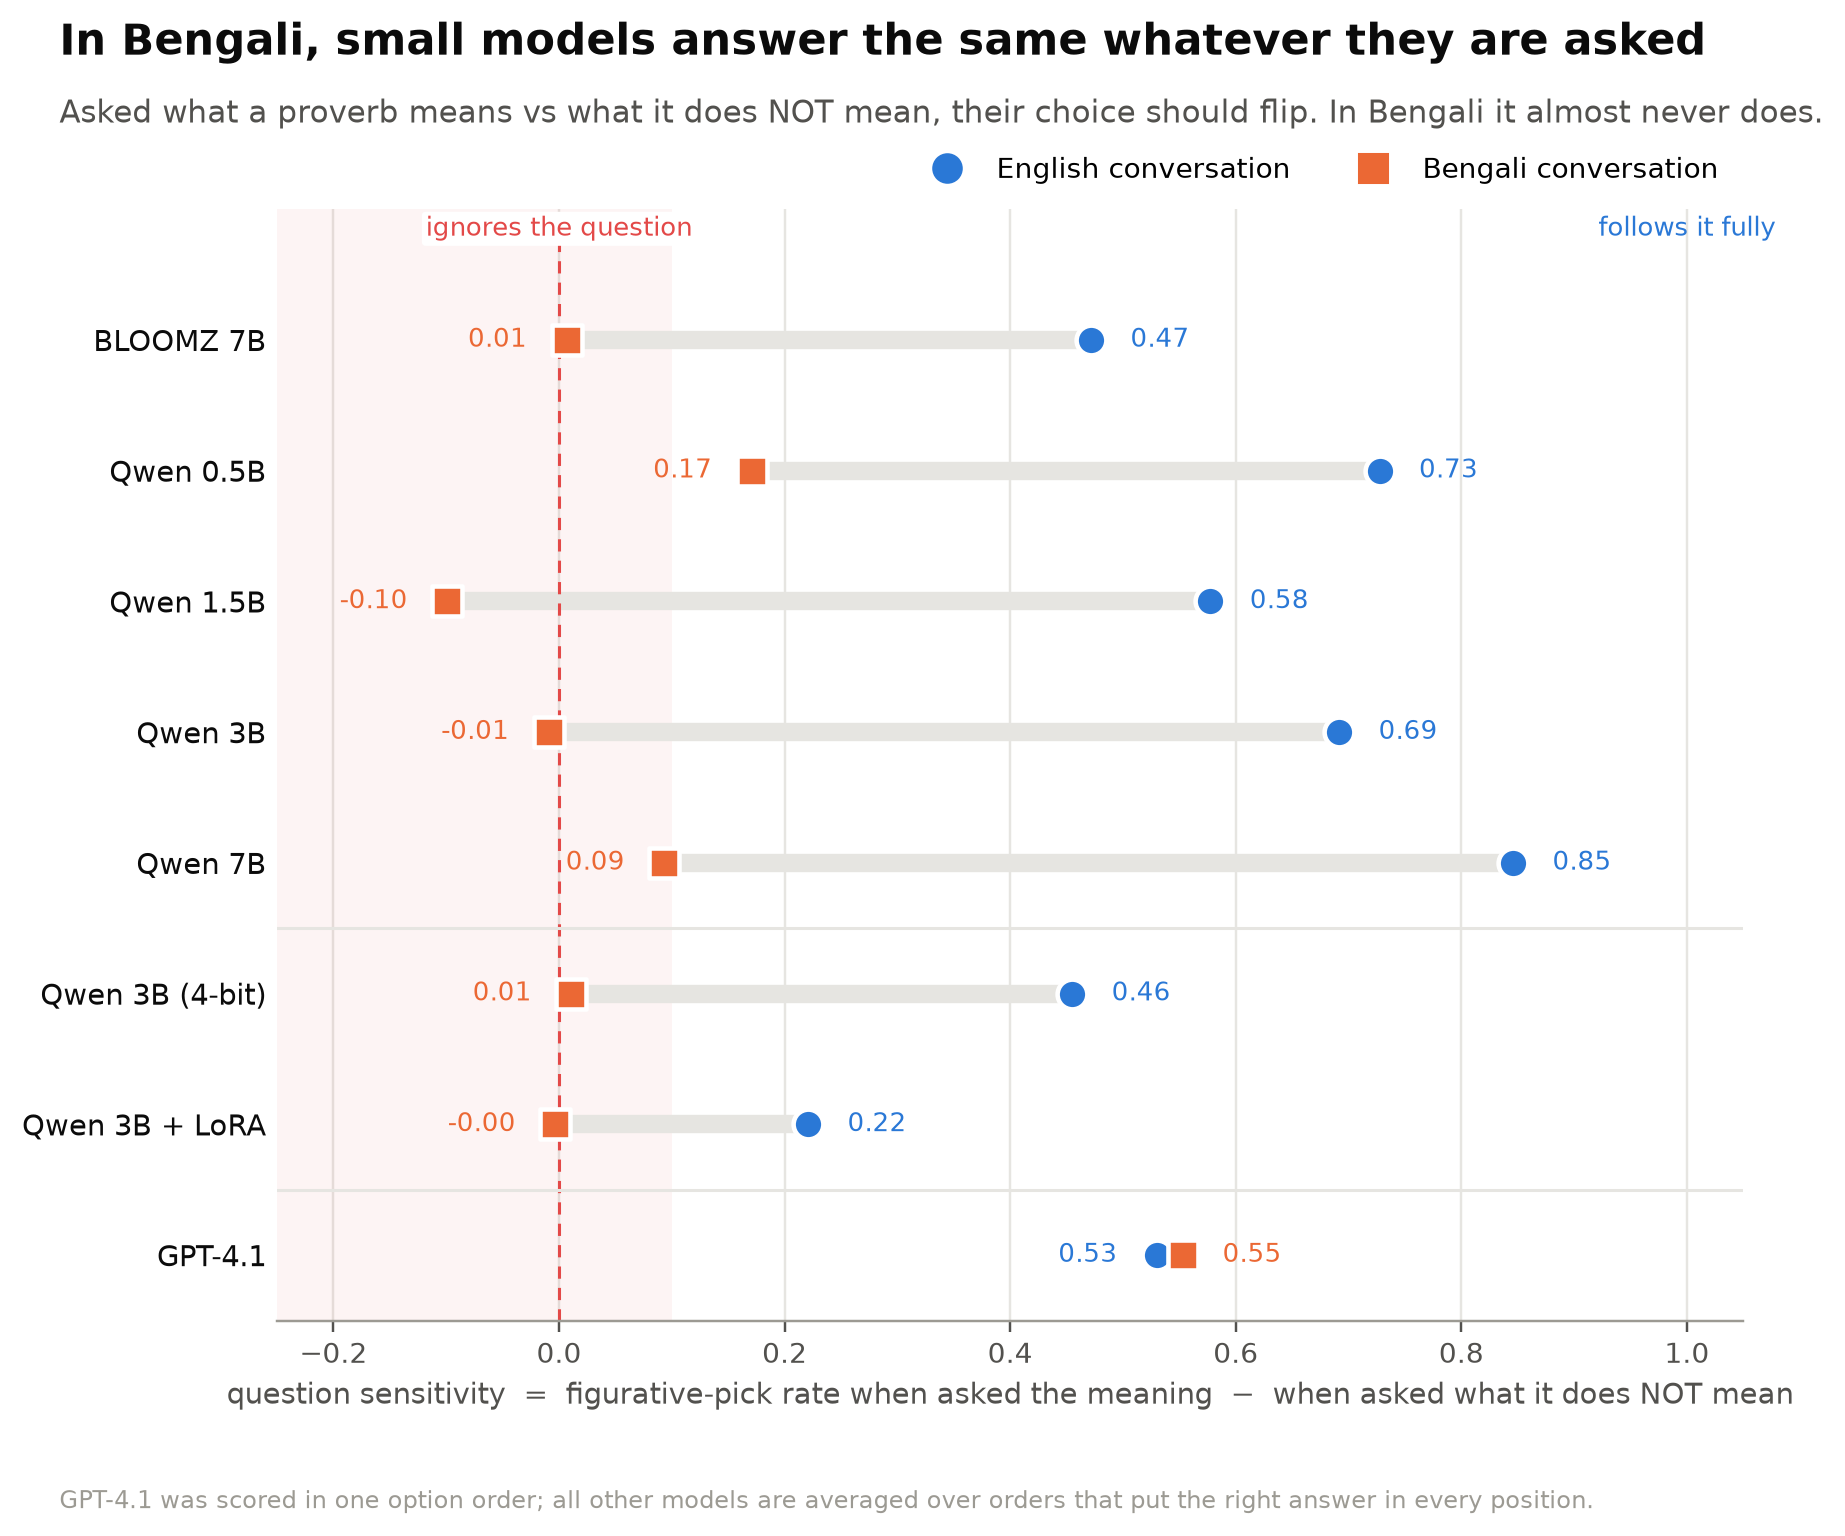 In Bengali, small models answer the same whatever they are asked
Asked what a proverb means vs what it does NOT mean, their choice should flip. In Bengali it almost never does.
English conversation
Bengali conversation
ignores the question
follows it fully
BLOOMZ 7B
0.01
0.47
Qwen 0.5B
0.17
0.73
Qwen 1.5B
-0.10
0.58
Qwen 3B
-0.01
0.69
Qwen 7B
0.09
0.85
Qwen 3B (4-bit)
0.01
0.46
Qwen 3B + LoRA
-0.00
0.22
GPT-4.1
0.53
0.55
−0.2
0.0
0.2
0.4
0.6
0.8
1.0
question sensitivity = figurative-pick rate when asked the meaning − when asked what it does NOT mean
GPT-4.1 was scored in one option order; all other models are averaged over orders that put the right answer in every position.